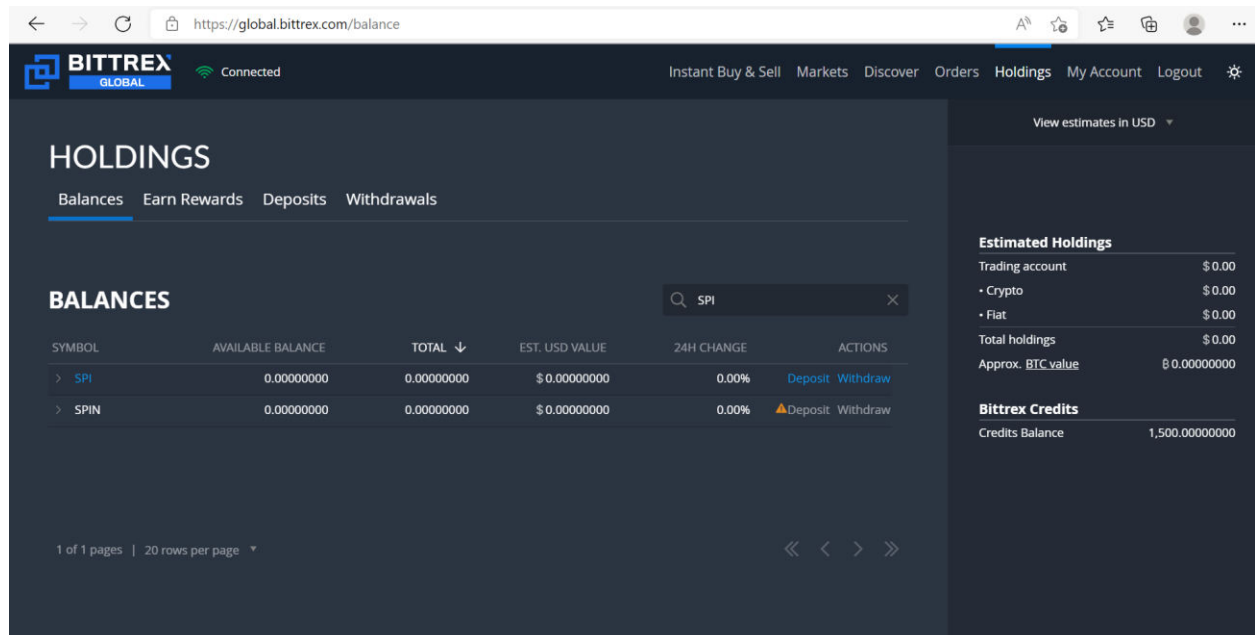 https://global.bittrex.com/balance
BITTREX
GLOBAL
Connected
Instant Buy & Sell Markets Discover Orders Holdings My Account Logout
View estimates in USD
HOLDINGS
Balances Earn Rewards Deposits Withdrawals
BALANCES
SPI
SYMBOL AVAILABLE BALANCE TOTAL EST. USD VALUE 24H CHANGE ACTIONS
SPI 0.00000000 0.00000000 $ 0.00000000 0.00% Deposit Withdraw
SPIN 0.00000000 0.00000000 $ 0.00000000 0.00% Deposit Withdraw
1 of 1 pages | 20 rows per page
Estimated Holdings
Trading account $ 0.00
• Crypto $ 0.00
• Fiat $ 0.00
Total holdings $ 0.00
Approx. BTC value ₿ 0.00000000
Bittrex Credits
Credits Balance 1,500.00000000